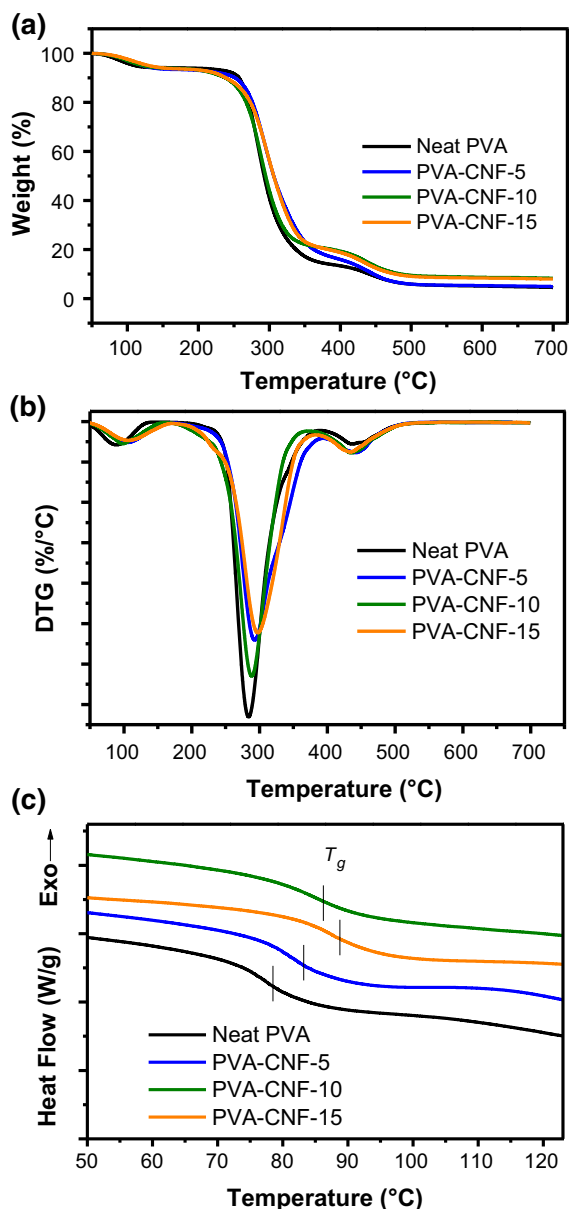 (a)
Weight (%)
100
80
60
40
20
0
Neat PVA
PVA-CNF-5
PVA-CNF-10
PVA-CNF-15
100 200 300 400 500 600 700
Temperature (°C)
(b)
DTG (%/°C)
Neat PVA
PVA-CNF-5
PVA-CNF-10
PVA-CNF-15
100 200 300 400 500 600 700
Temperature (°C)
(c)
Heat Flow (W/g) Exo→
Tg
Neat PVA
PVA-CNF-5
PVA-CNF-10
PVA-CNF-15
50 60 70 80 90 100 110 120
Temperature (°C)